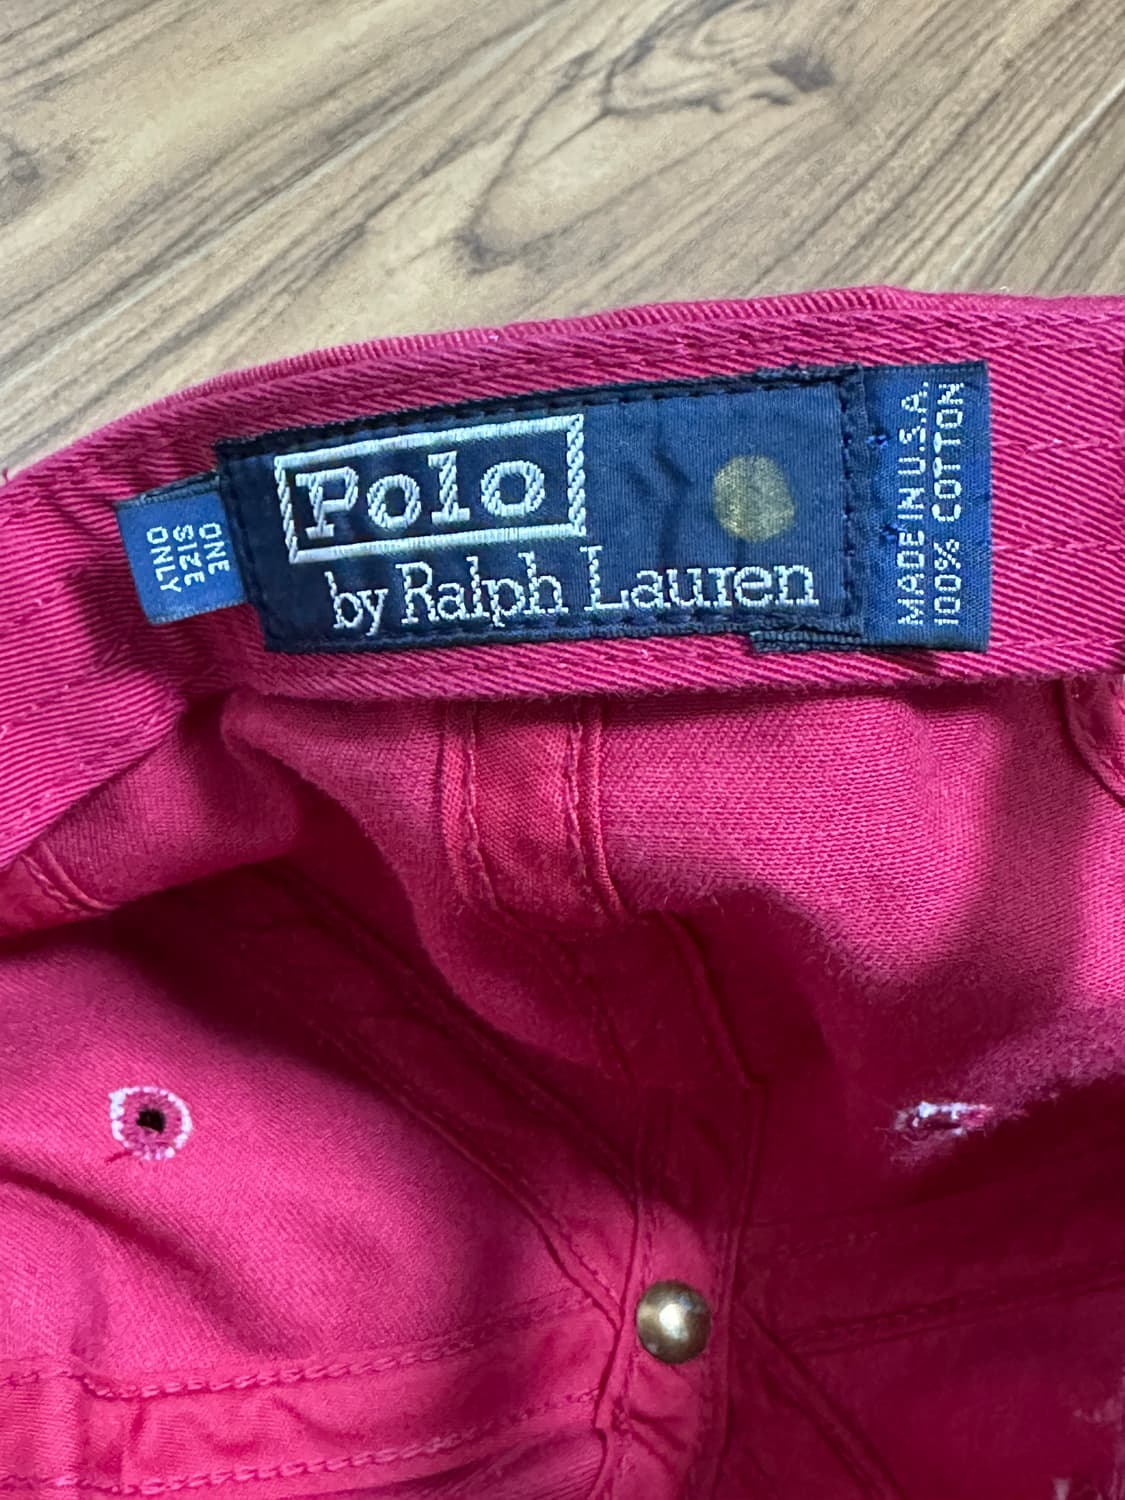 Polo
by Ralph Lauren
ONE
SIZE
ONLY
MADE IN U.S.A.
100% COTTON